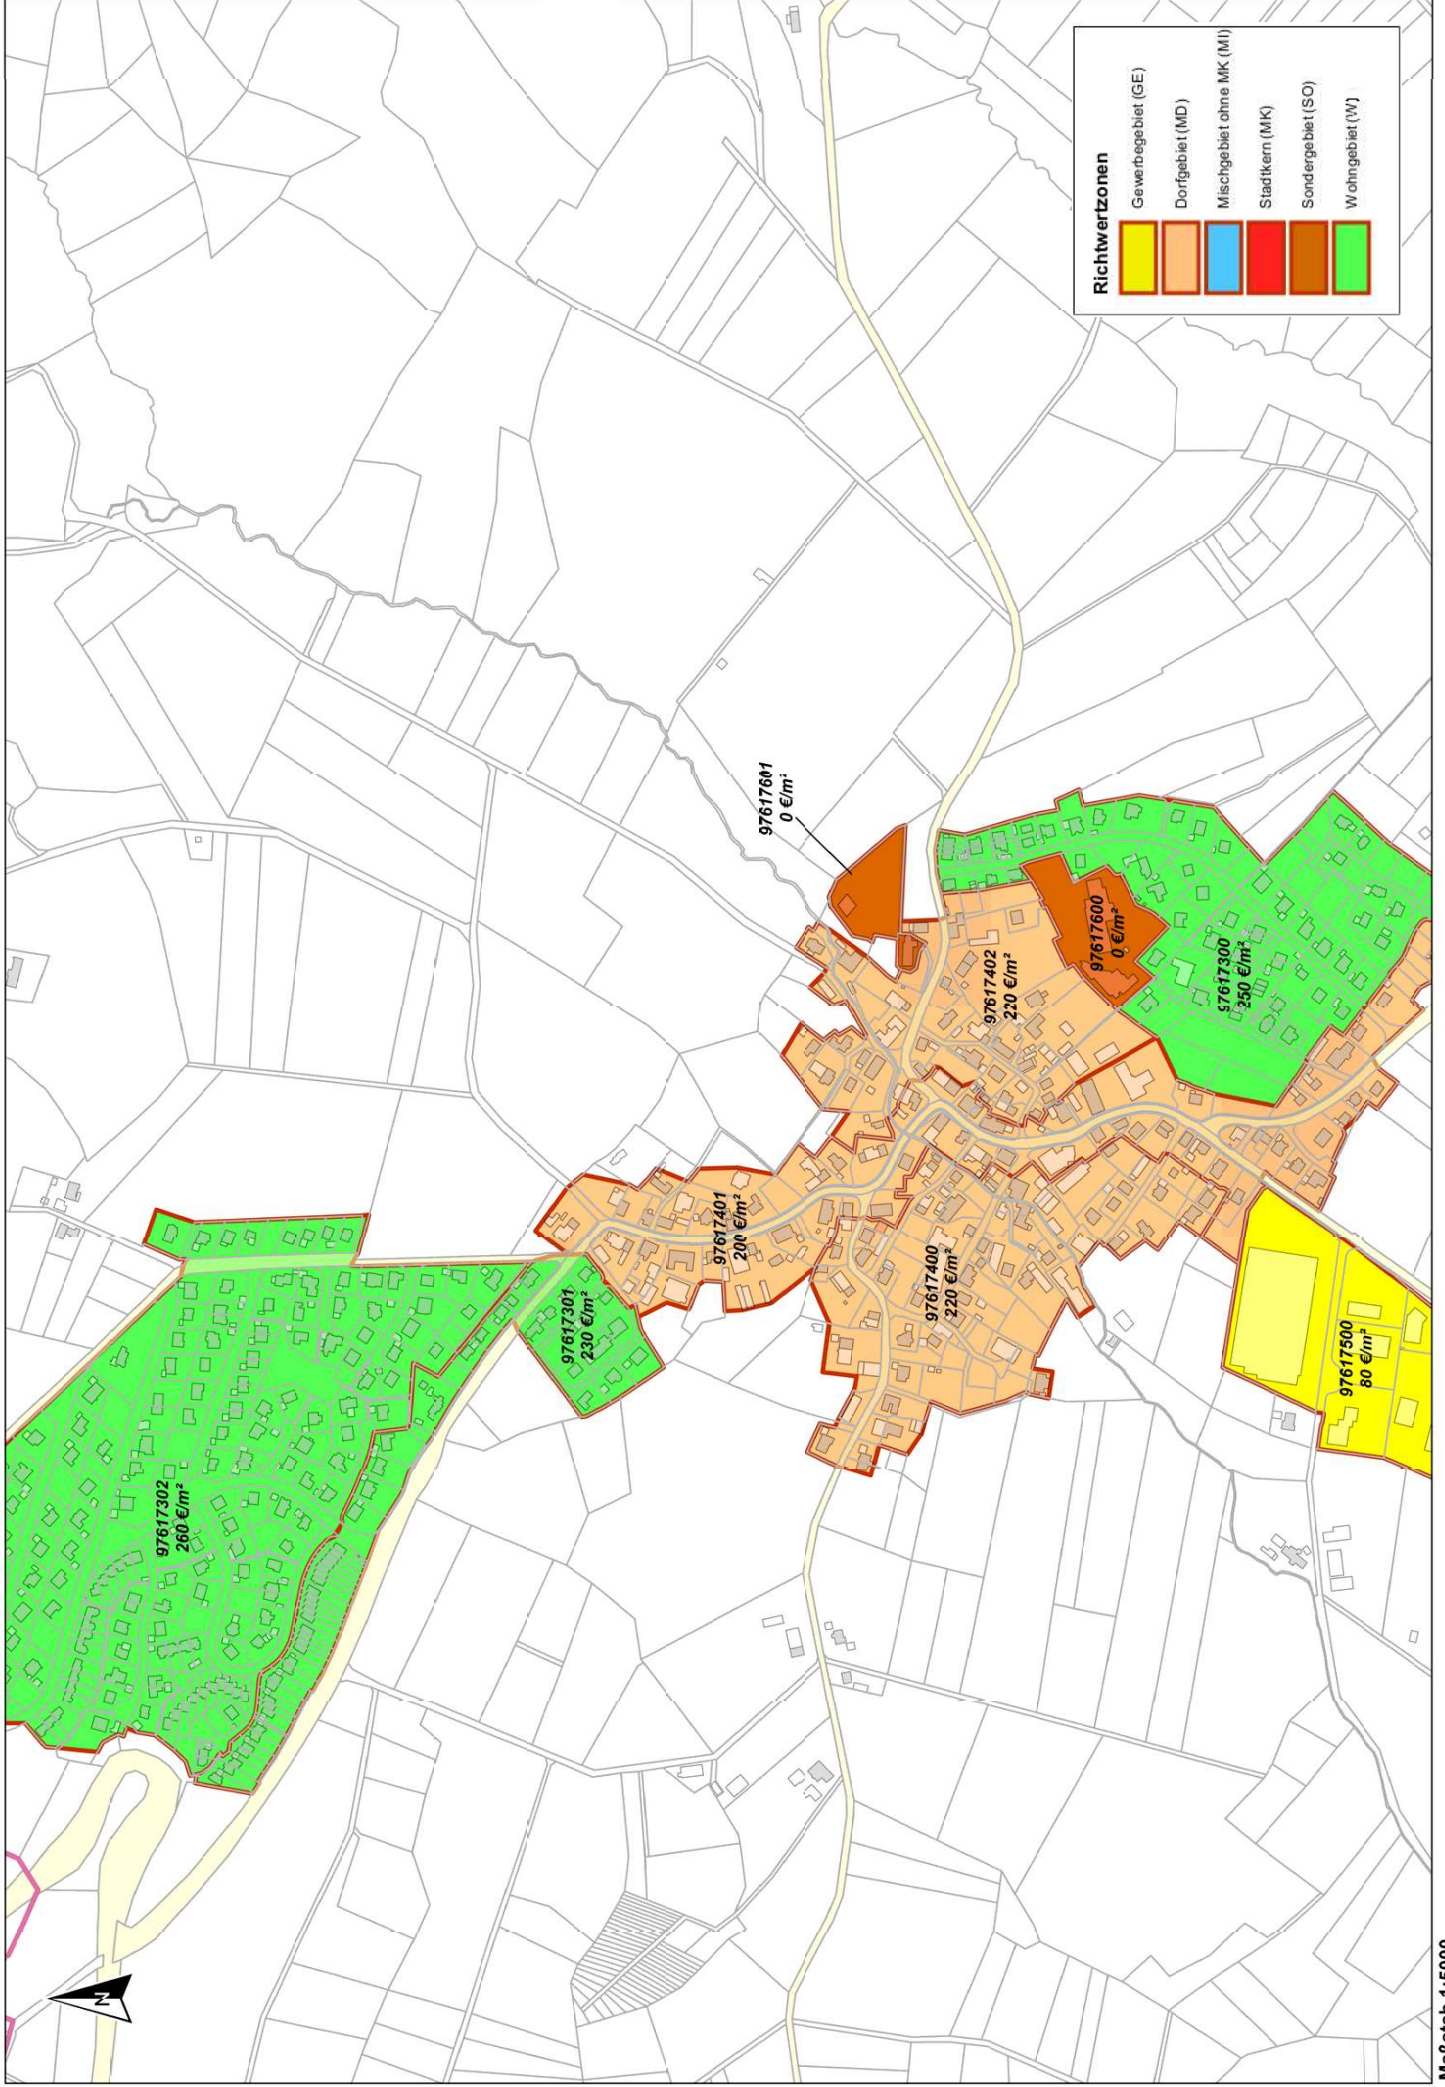 Richtwertzonen
Gewerbegebiet (GE)
Dorfgebiet (MD)
Mischgebiet ohne MK (MI)
Stadtkern (MK)
Sondergebiet (SO)
Wohngebiet (W)
97617601
0 €/m²
97617600
0 €/m²
97617300
250 €/m²
97617402
220 €/m²
97617401
200 €/m²
97617400
220 €/m²
97617301
230 €/m²
97617500
80 €/m²
97617302
260 €/m²
N